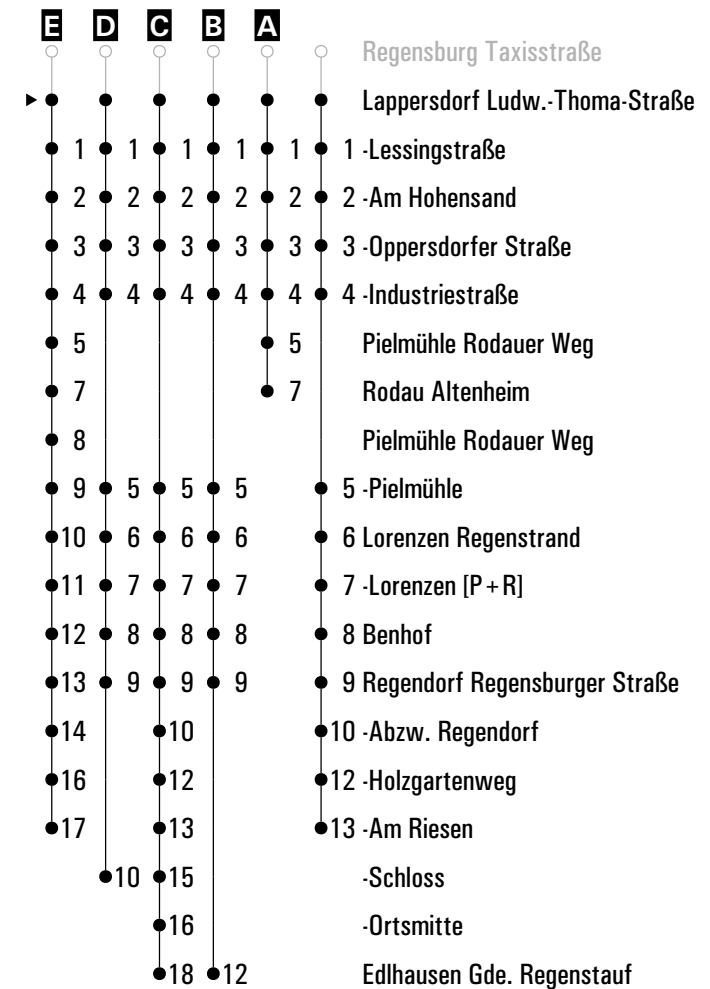 E D C B A
Regensburg Taxisstraße
Lappersdorf Ludw.-Thoma-Straße
1 1 1 1 1 1 -Lessingstraße
2 2 2 2 2 2 -Am Hohensand
3 3 3 3 3 3 -Oppersdorfer Straße
4 4 4 4 4 4 -Industriestraße
5 5 Pielmühle Rodauer Weg
7 7 Rodau Altenheim
8 Pielmühle Rodauer Weg
9 5 5 5 5 -Pielmühle
10 6 6 6 6 Lorenzen Regenstrand
11 7 7 7 7 -Lorenzen [P+R]
12 8 8 8 8 Benhof
13 9 9 9 9 Regendorf Regensburger Straße
14 10 10 -Abzw. Regendorf
16 12 12 -Holzgartenweg
17 13 13 -Am Riesen
10 15 -Schloss
16 -Ortsmitte
18 12 Edlhausen Gde. Regenstauf